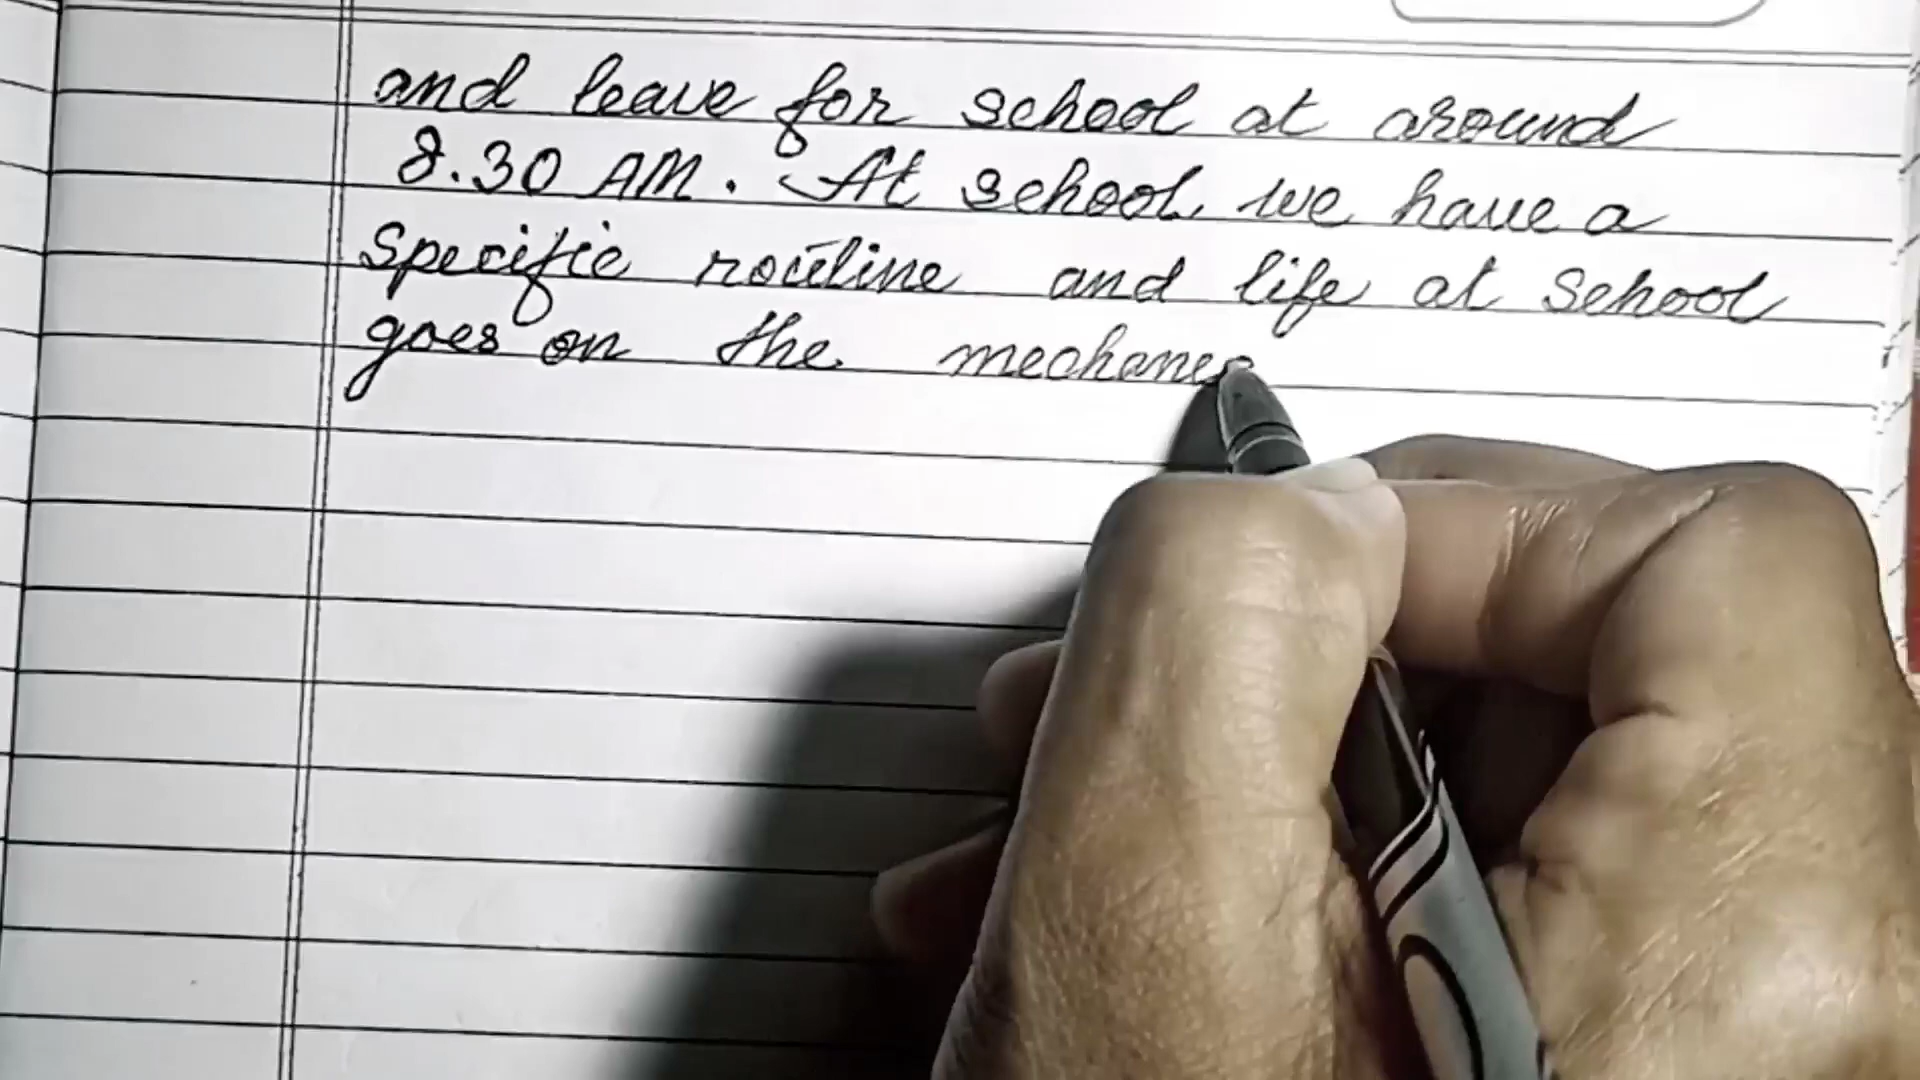 and leave for school at around
8.30 AM. At school, we have a
specific routine and life at school
goes on the